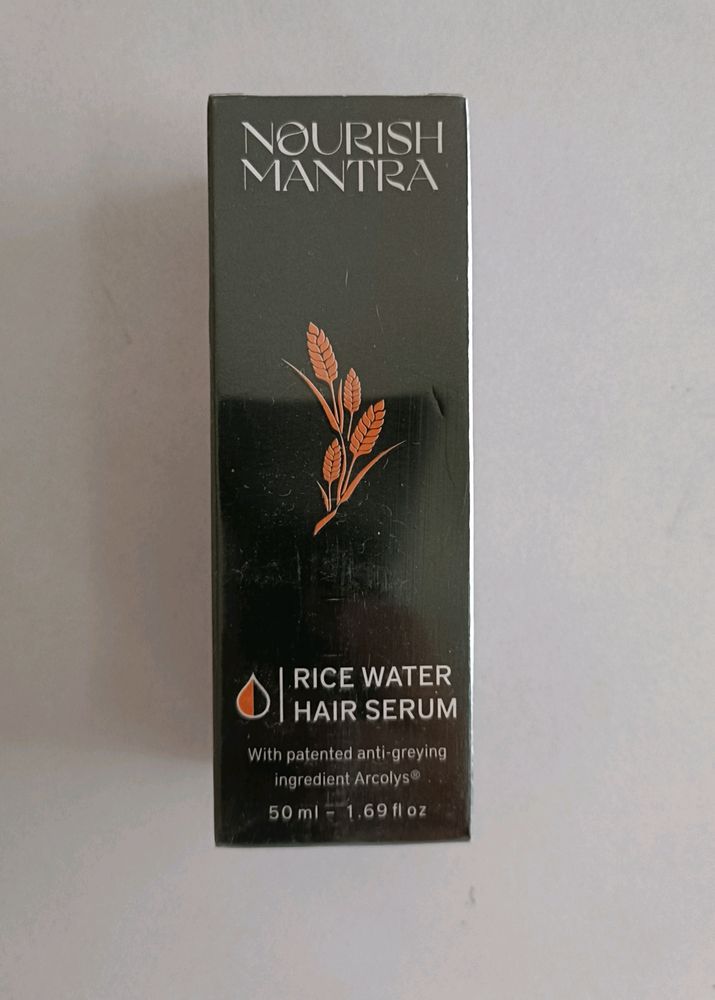 NOURISH
MANTRA
RICE WATER
HAIR SERUM
With patented anti-greying
ingredient Arcolys®
50 ml - 1.69 fl oz